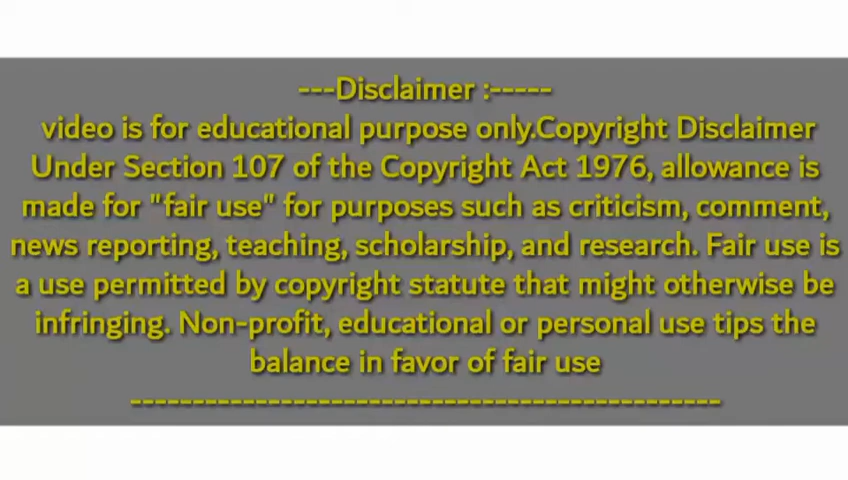 ---Disclaimer :-----
video is for educational purpose only.Copyright Disclaimer
Under Section 107 of the Copyright Act 1976, allowance is
made for "fair use" for purposes such as criticism, comment,
news reporting, teaching, scholarship, and research. Fair use is
a use permitted by copyright statute that might otherwise be
infringing. Non-profit, educational or personal use tips the
balance in favor of fair use
-----------------------------------------------